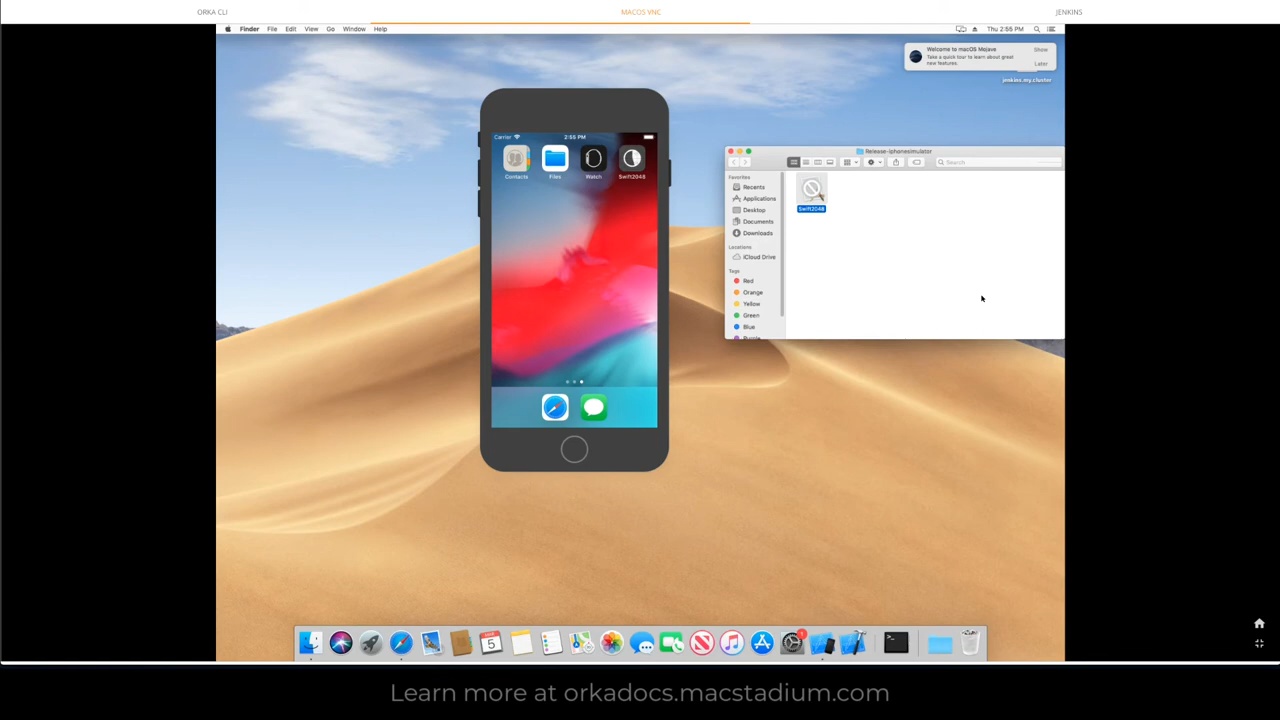 ORKA CLI
MACOS VNC
JENKINS
Finder File Edit View Go Window Help
Thu 2:55 PM
Welcome to macOS Mojave
Take a quick tour to learn about great
new features.
Show
Later
jenkins.my.cluster
Carrier
2:55 PM
Contacts
Files
Watch
Swift2048
Release-iphonesimulator
Search
Favorites
Recents
Applications
Desktop
Documents
Downloads
Locations
iCloud Drive
Tags
Red
Orange
Yellow
Green
Blue
Purple
Swift2048
5
1
Learn more at orkadocs.macstadium.com